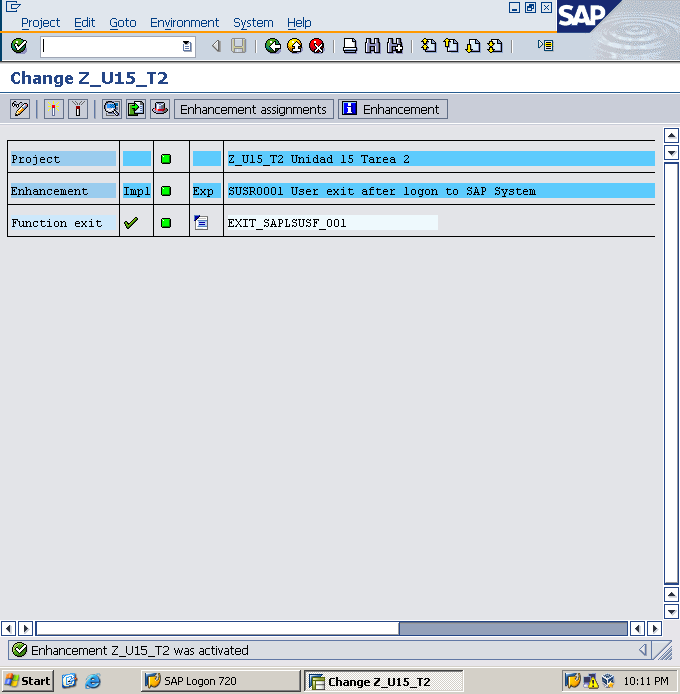 Project Edit Goto Environment System Help
SAP
Change Z_U15_T2
Enhancement assignments Enhancement
Project Z_U15_T2 Unidad 15 Tarea 2
Enhancement Impl Exp SUSR0001 User exit after logon to SAP System
Function exit EXIT_SAPLSUSF_001
Enhancement Z_U15_T2 was activated
Start SAP Logon 720 Change Z_U15_T2 10:11 PM